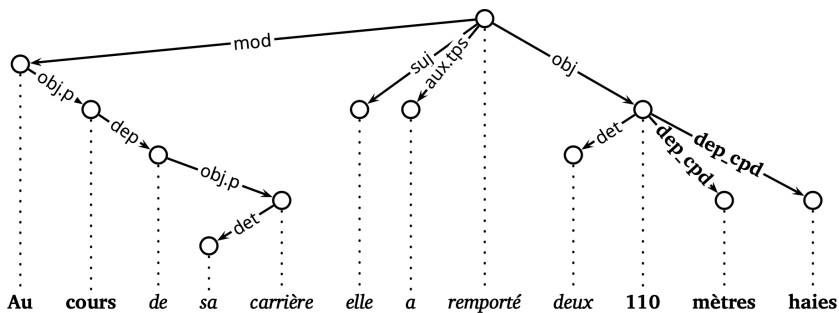 mod
suj
aux.tps
obj
obj.p
dep
det
dep_cpd
dep_cpd
obj.p
det
Au cours de sa carrière elle a remporté deux 110 mètres haies